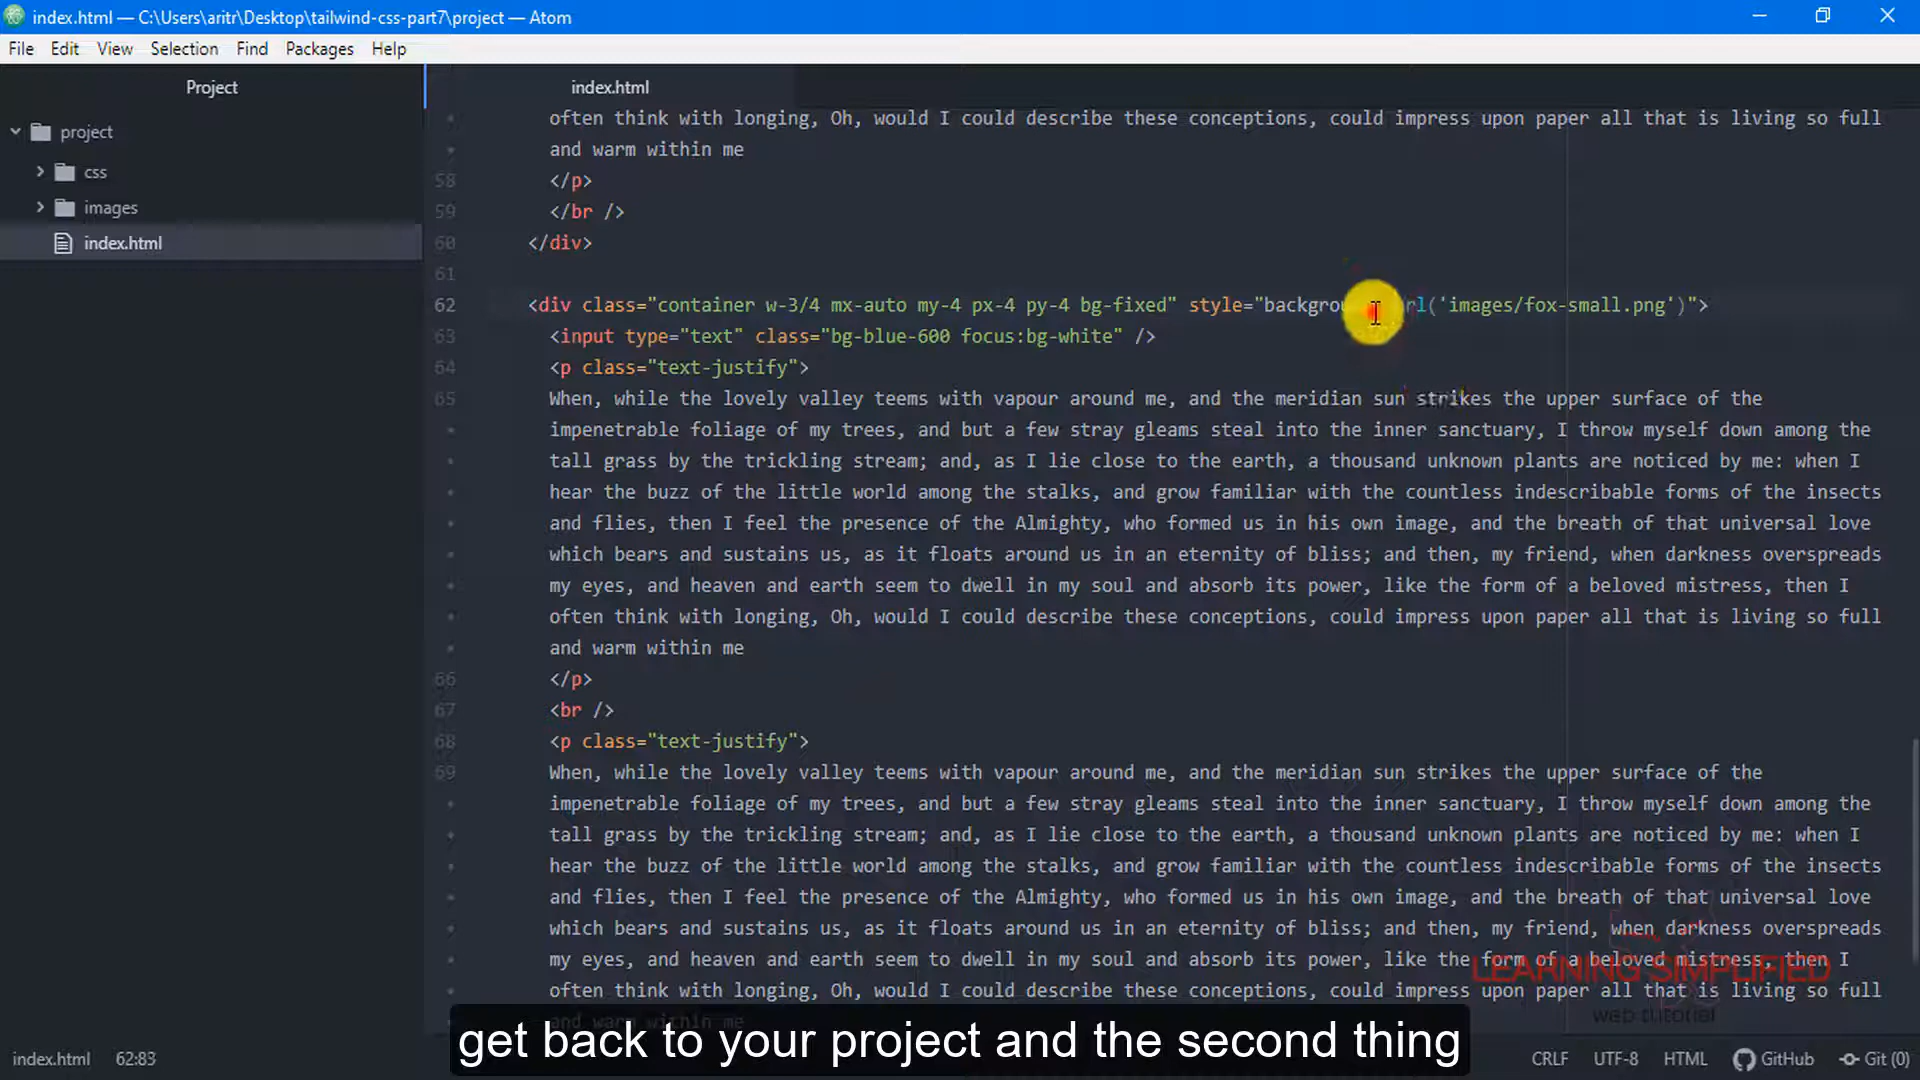 index.html — C:\Users\aritr\Desktop\tailwind-css-part7\project — Atom
File Edit View Selection Find Packages Help
Project
index.html
project
css
images
index.html
often think with longing, Oh, would I could describe these conceptions, could impress upon paper all that is living so full
and warm within me
58 </p>
59 </br />
60 </div>
61
62 <div class="container w-3/4 mx-auto my-4 px-4 py-4 bg-fixed" style="backgrou rl('images/fox-small.png')">
63 <input type="text" class="bg-blue-600 focus:bg-white" />
64 <p class="text-justify">
65 When, while the lovely valley teems with vapour around me, and the meridian sun strikes the upper surface of the
impenetrable foliage of my trees, and but a few stray gleams steal into the inner sanctuary, I throw myself down among the
tall grass by the trickling stream; and, as I lie close to the earth, a thousand unknown plants are noticed by me: when I
hear the buzz of the little world among the stalks, and grow familiar with the countless indescribable forms of the insects
and flies, then I feel the presence of the Almighty, who formed us in his own image, and the breath of that universal love
which bears and sustains us, as it floats around us in an eternity of bliss; and then, my friend, when darkness overspreads
my eyes, and heaven and earth seem to dwell in my soul and absorb its power, like the form of a beloved mistress, then I
often think with longing, Oh, would I could describe these conceptions, could impress upon paper all that is living so full
and warm within me
66 </p>
67 <br />
68 <p class="text-justify">
69 When, while the lovely valley teems with vapour around me, and the meridian sun strikes the upper surface of the
impenetrable foliage of my trees, and but a few stray gleams steal into the inner sanctuary, I throw myself down among the
tall grass by the trickling stream; and, as I lie close to the earth, a thousand unknown plants are noticed by me: when I
hear the buzz of the little world among the stalks, and grow familiar with the countless indescribable forms of the insects
and flies, then I feel the presence of the Almighty, who formed us in his own image, and the breath of that universal love
which bears and sustains us, as it floats around us in an eternity of bliss; and then, my friend, when darkness overspreads
my eyes, and heaven and earth seem to dwell in my soul and absorb its power, like the form of a beloved mistress, then I
LEARNING SIMPLIFIED
often think with longing, Oh, would I could describe these conceptions, could impress upon paper all that is living so full
web tutorial
and warm within me
get back to your project and the second thing
index.html 62:83 CRLF UTF-8 HTML GitHub Git (0)